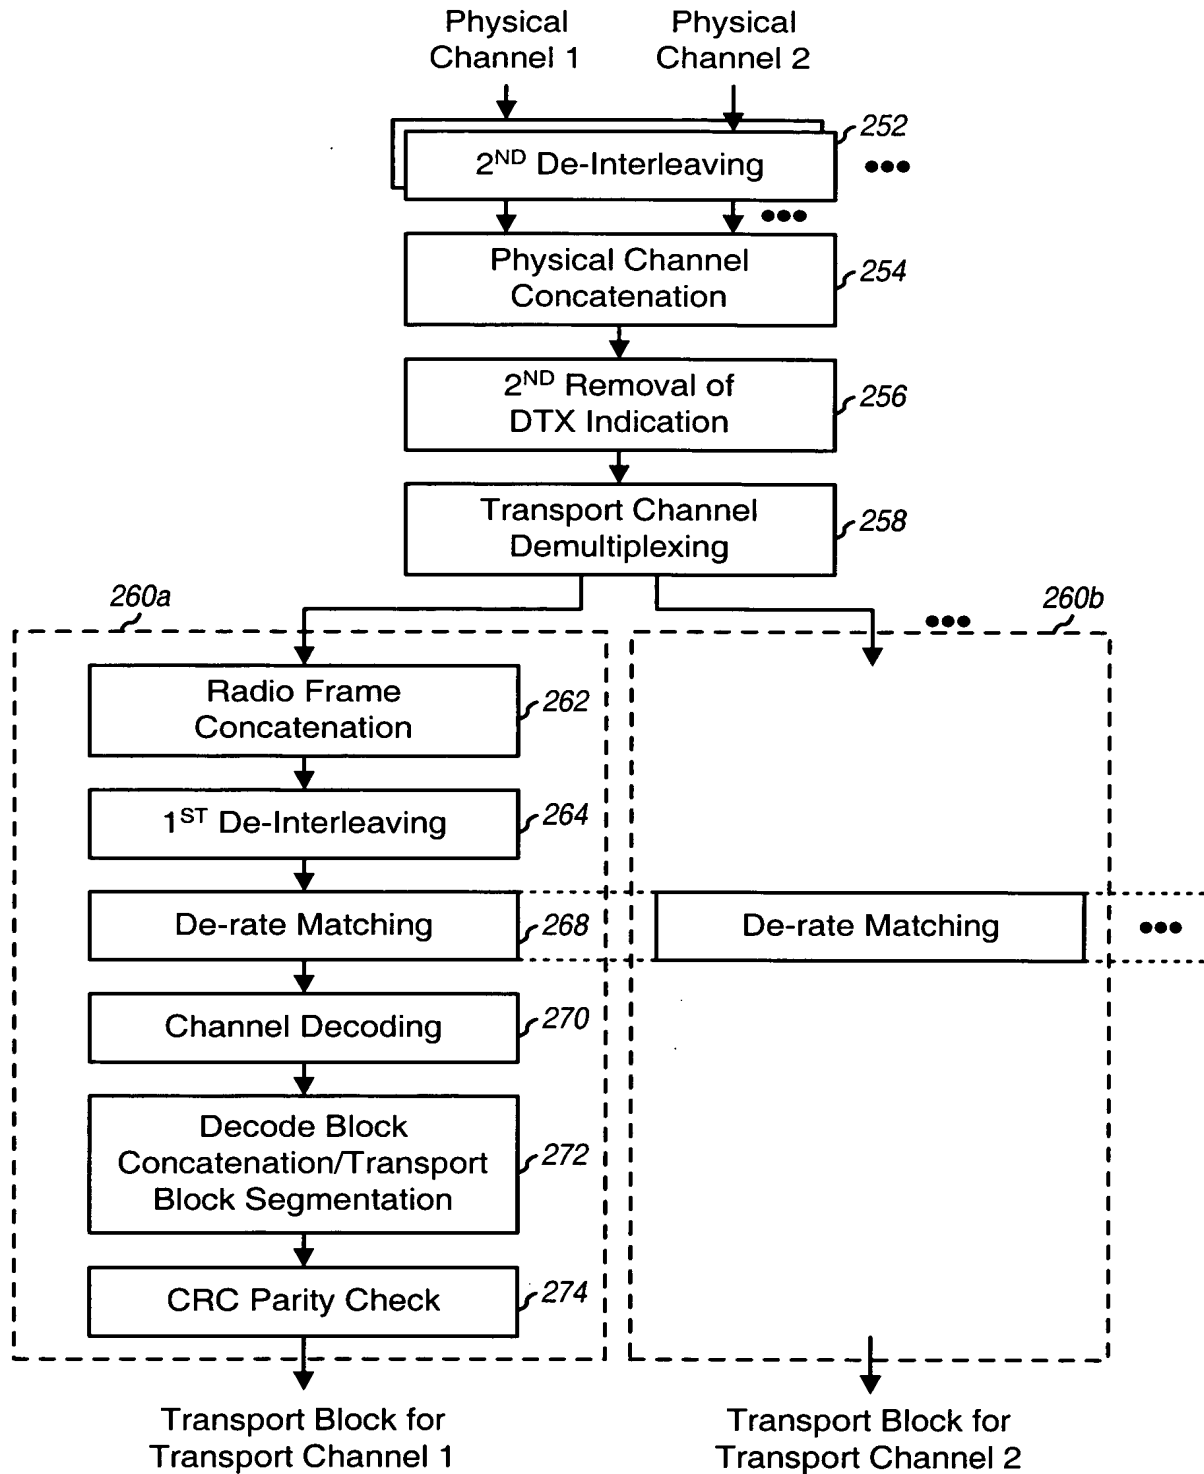 Physical
Channel 1
Physical
Channel 2
252
2ND De-Interleaving
•••
•••
Physical Channel
Concatenation
254
2ND Removal of
DTX Indication
256
Transport Channel
Demultiplexing
258
260a
•••
260b
Radio Frame
Concatenation
262
1ST De-Interleaving
264
De-rate Matching
268
De-rate Matching
•••
Channel Decoding
270
Decode Block
Concatenation/Transport
Block Segmentation
272
CRC Parity Check
274
Transport Block for
Transport Channel 1
Transport Block for
Transport Channel 2